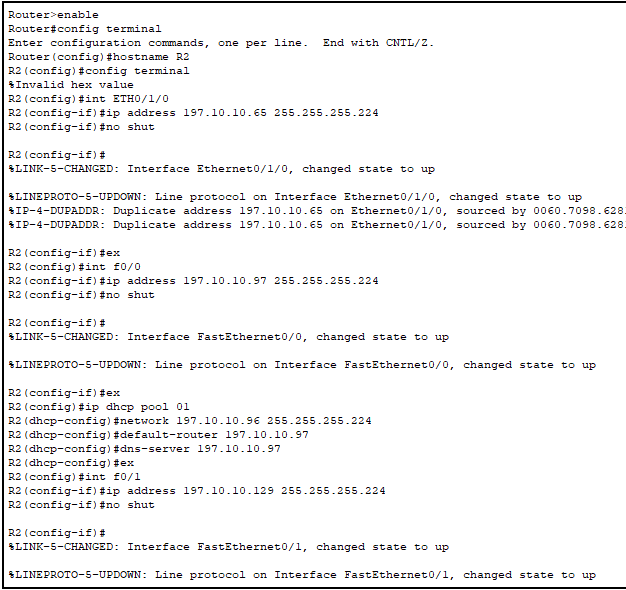 Router>enable
Router#config terminal
Enter configuration commands, one per line.  End with CNTL/Z.
Router(config)#hostname R2
R2(config)#config terminal
%Invalid hex value
R2(config)#int ETH0/1/0
R2(config-if)#ip address 197.10.10.65 255.255.255.224
R2(config-if)#no shut

R2(config-if)#
%LINK-5-CHANGED: Interface Ethernet0/1/0, changed state to up

%LINEPROTO-5-UPDOWN: Line protocol on Interface Ethernet0/1/0, changed state to up
%IP-4-DUPADDR: Duplicate address 197.10.10.65 on Ethernet0/1/0, sourced by 0060.7098.628
%IP-4-DUPADDR: Duplicate address 197.10.10.65 on Ethernet0/1/0, sourced by 0060.7098.628

R2(config-if)#ex
R2(config)#int f0/0
R2(config-if)#ip address 197.10.10.97 255.255.255.224
R2(config-if)#no shut

R2(config-if)#
%LINK-5-CHANGED: Interface FastEthernet0/0, changed state to up

%LINEPROTO-5-UPDOWN: Line protocol on Interface FastEthernet0/0, changed state to up

R2(config-if)#ex
R2(config)#ip dhcp pool 01
R2(dhcp-config)#network 197.10.10.96 255.255.255.224
R2(dhcp-config)#default-router 197.10.10.97
R2(dhcp-config)#dns-server 197.10.10.97
R2(dhcp-config)#ex
R2(config)#int f0/1
R2(config-if)#ip address 197.10.10.129 255.255.255.224
R2(config-if)#no shut

R2(config-if)#
%LINK-5-CHANGED: Interface FastEthernet0/1, changed state to up

%LINEPROTO-5-UPDOWN: Line protocol on Interface FastEthernet0/1, changed state to up